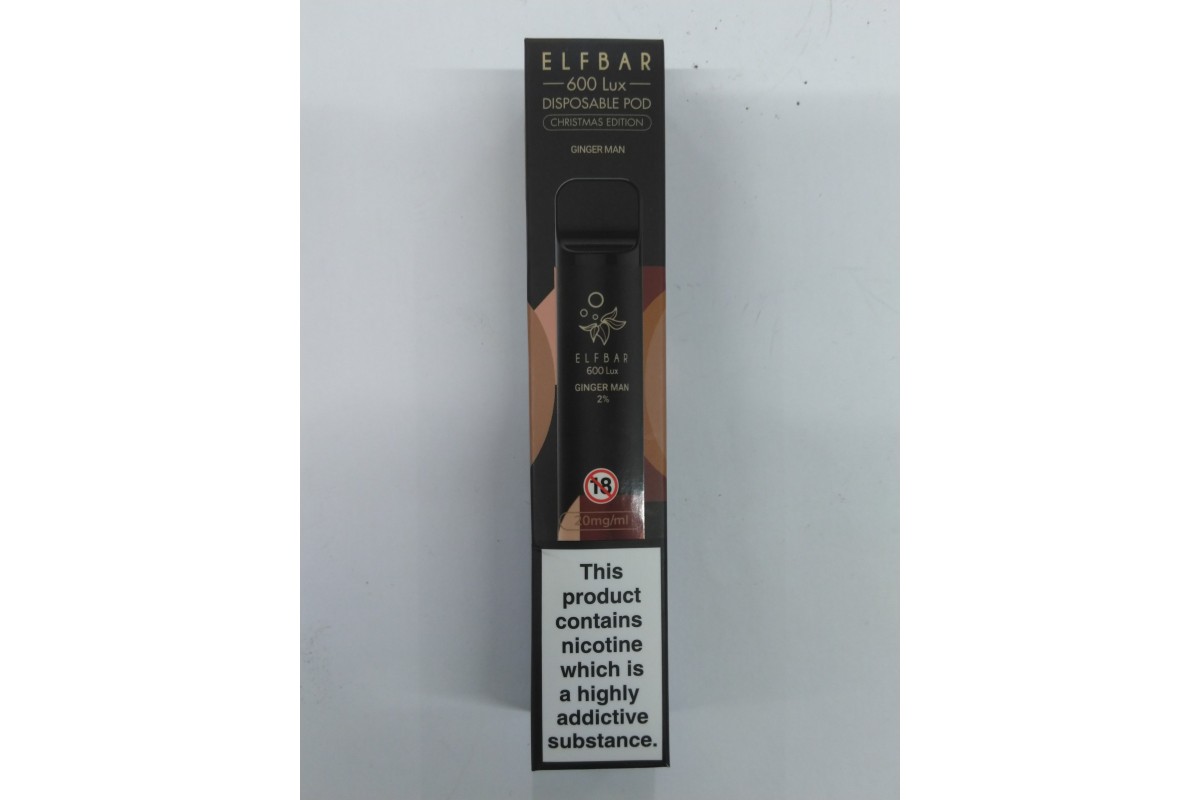 ELFBAR
600 Lux
DISPOSABLE POD
CHRISTMAS EDITION
GINGER MAN
ELFBAR
600 Lux
GINGER MAN
2%
18
20mg/ml
This
product
contains
nicotine
which is
a highly
addictive
substance.